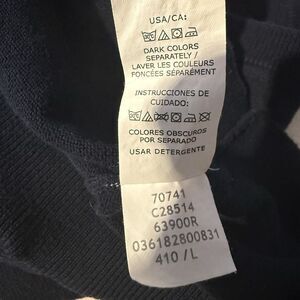 USA/CA:
DARK COLORS
SEPARATELY /
LAVER LES COULEURS
FONCÉES SÉPARÉMENT
INSTRUCCIONES DE
CUIDADO:
COLORES OBSCUROS
POR SEPARADO
USAR DETERGENTE
70741
C28514
63900R
036182800831
410 / L